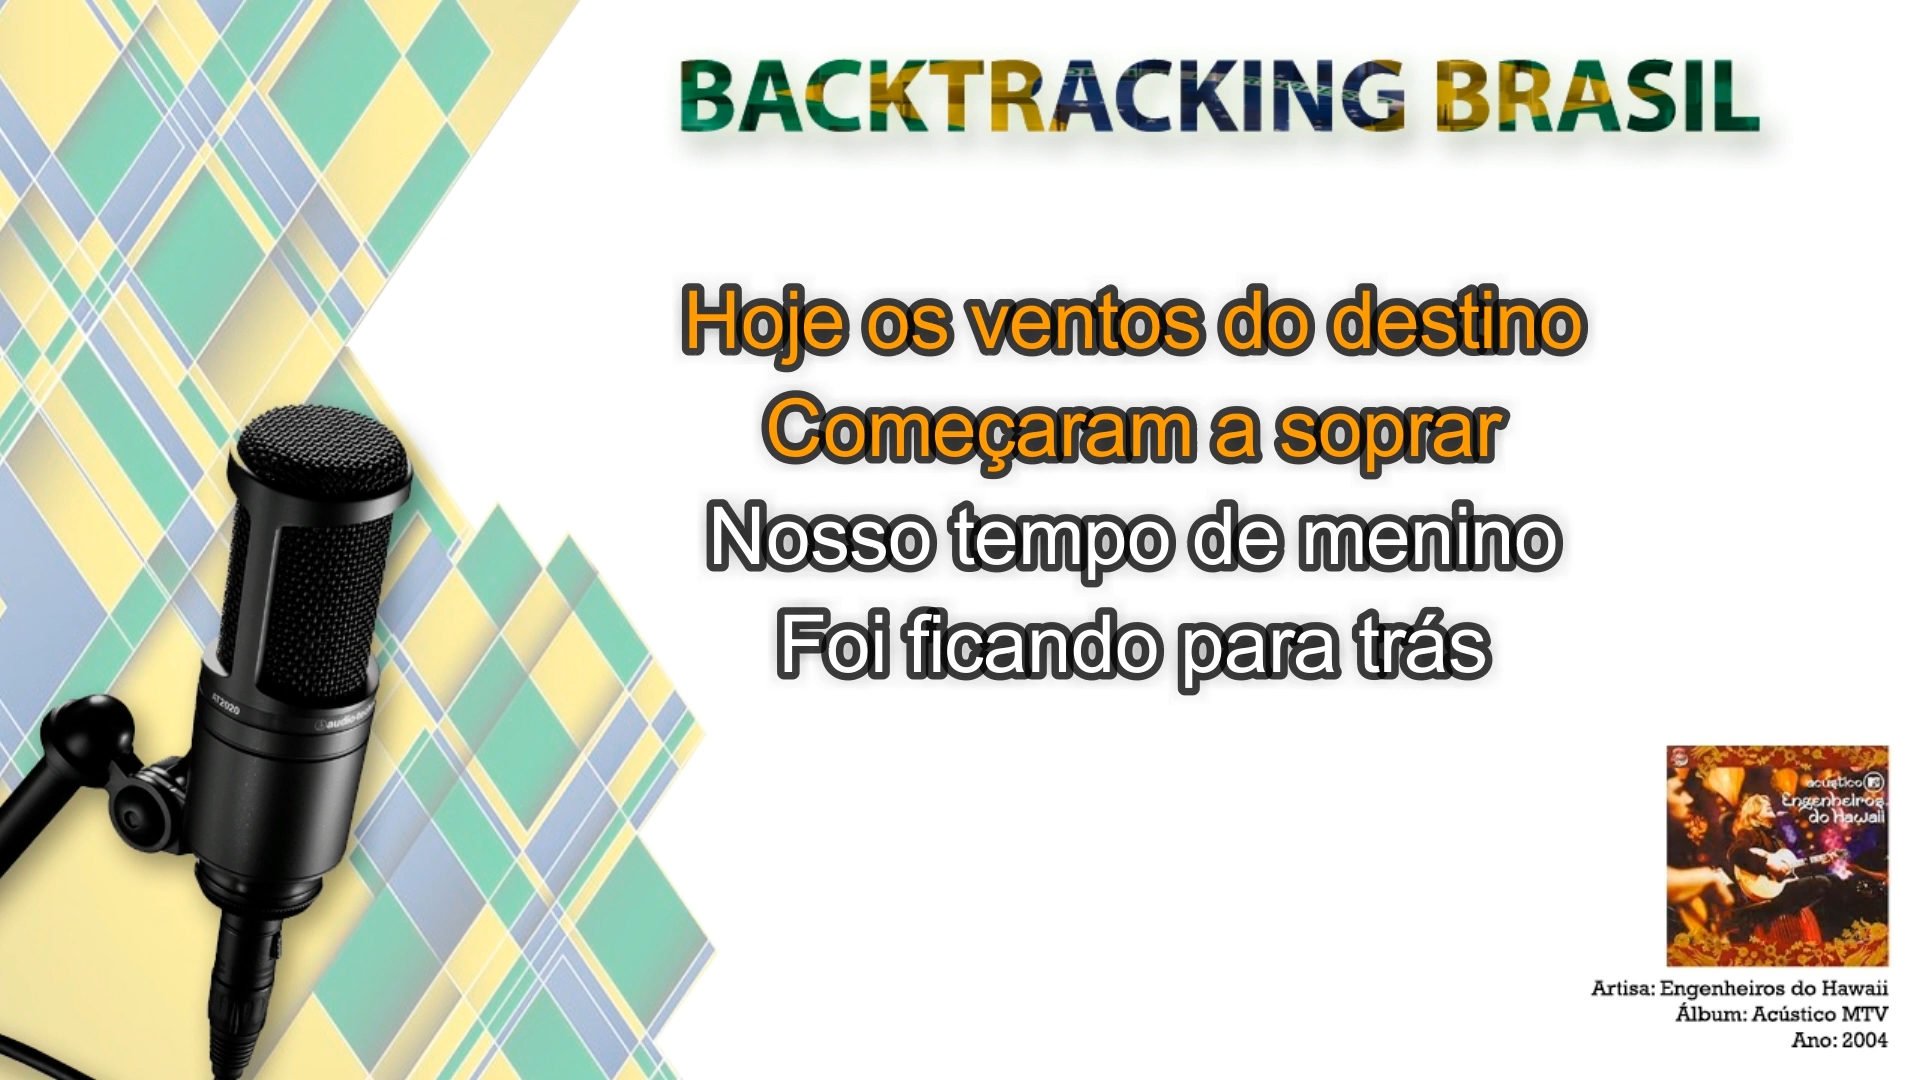 BACKTRACKING BRASIL
Hoje os ventos do destino
Começaram a soprar
Nosso tempo de menino
Foi ficando para trás
AT2020
acústico
Engenheiros
do Hawaii
Artisa: Engenheiros do Hawaii
Álbum: Acústico MTV
Ano: 2004